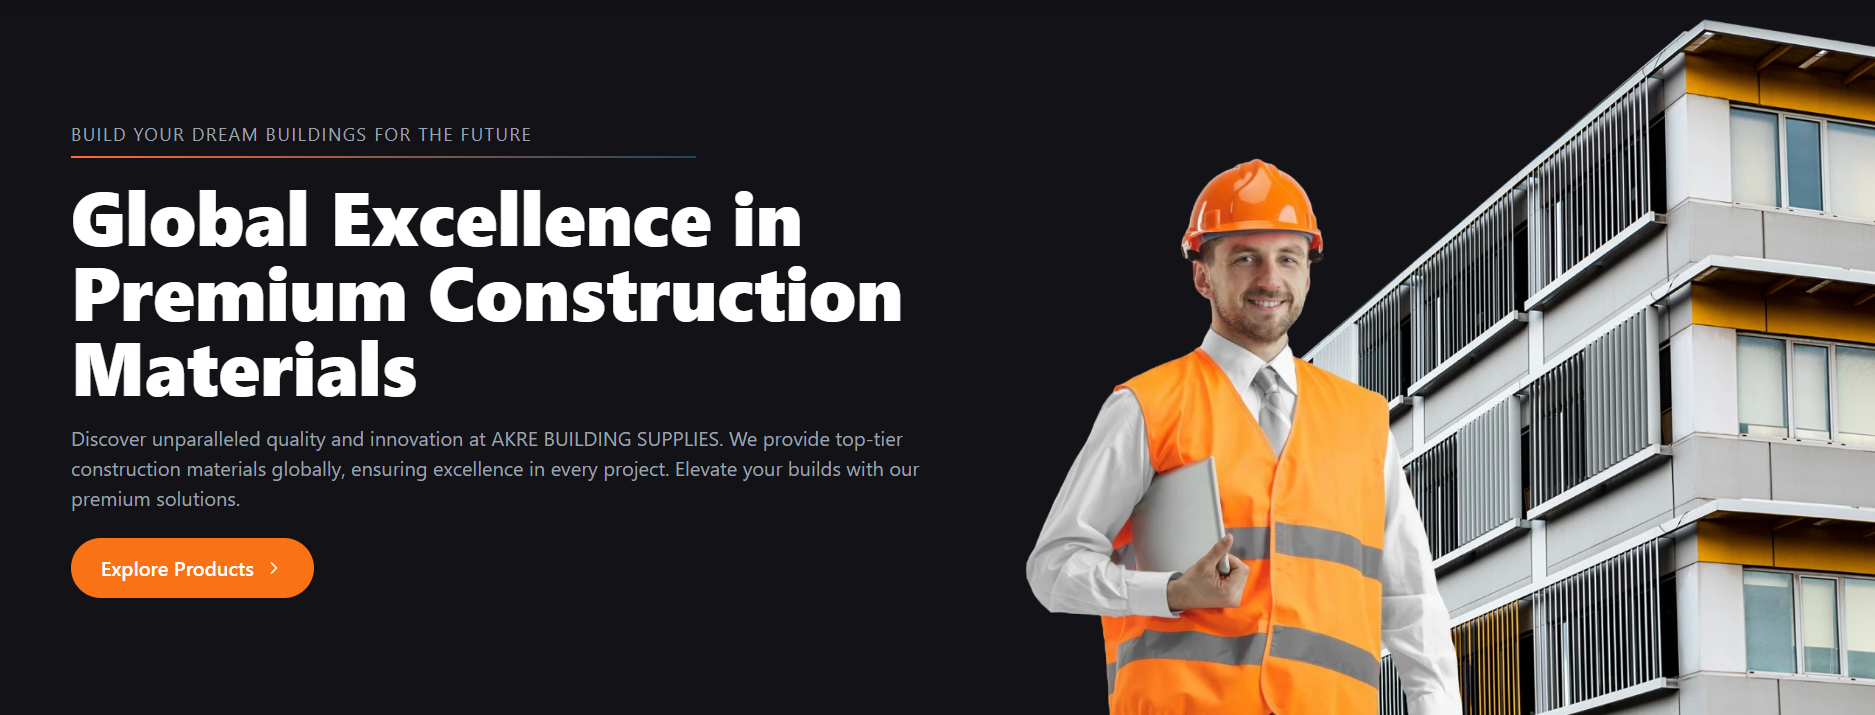 BUILD YOUR DREAM BUILDINGS FOR THE FUTURE
Global Excellence in
Premium Construction
Materials
Discover unparalleled quality and innovation at AKRE BUILDING SUPPLIES. We provide top-tier
construction materials globally, ensuring excellence in every project. Elevate your builds with our
premium solutions.
Explore Products